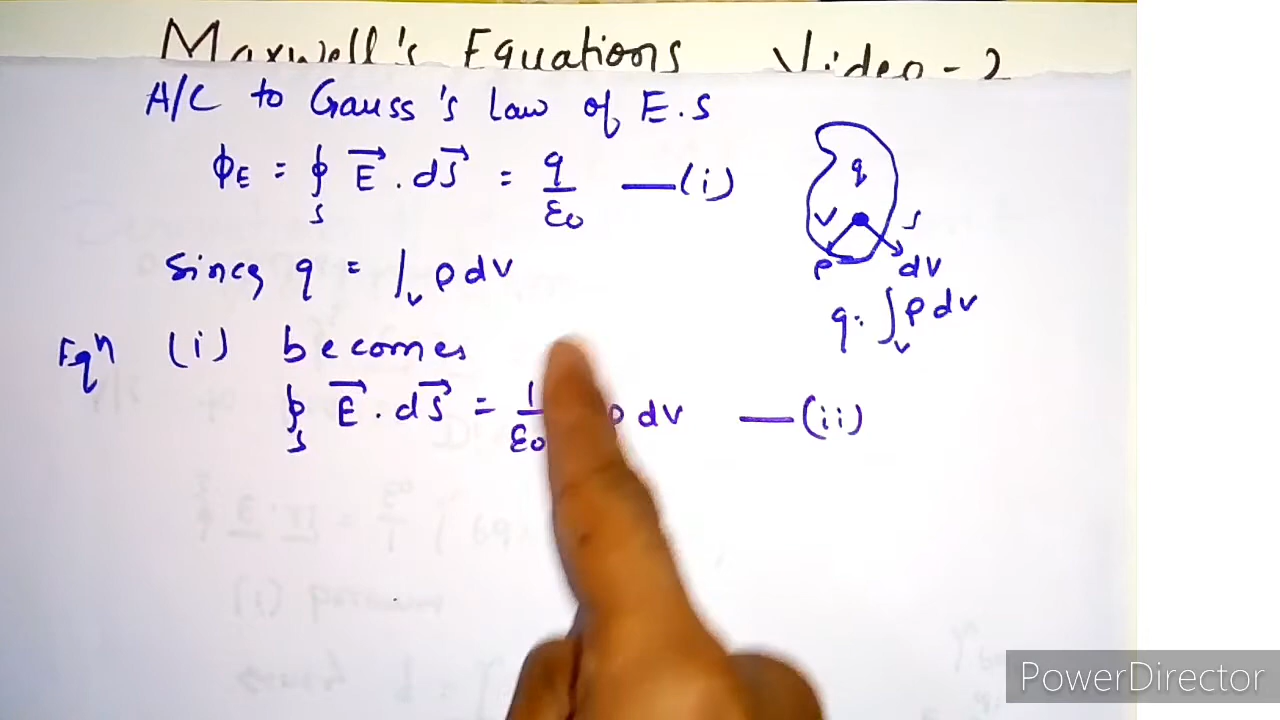 Maxwell's Equations Video-2
A/C to Gauss's Law of E.S
ϕE = ∮S E⃗ . dS⃗ = q/ε0 —(i)
Since q = ∫v ρdv
Eqn (i) becomes
∮S E⃗ . dS⃗ = 1/ε0 ρ dv —(ii)
q
V S
ρ dV
q. ∫v ρ dv
PowerDirector